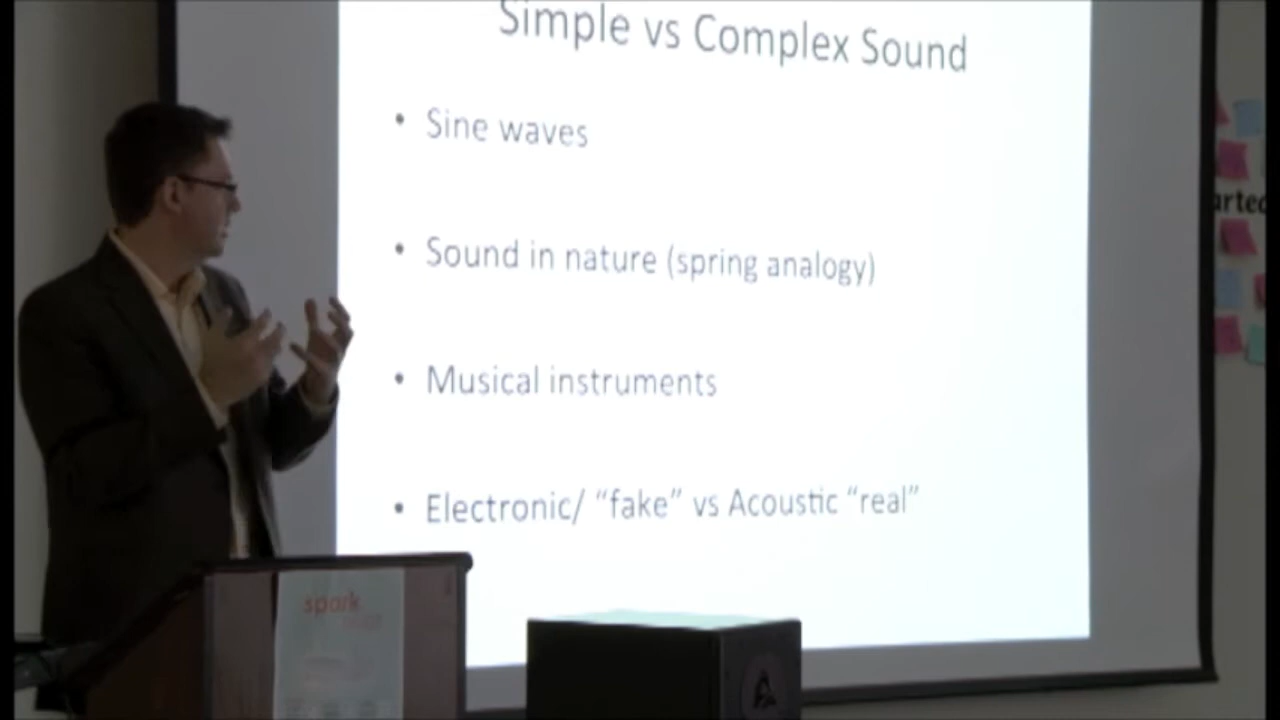 Simple vs Complex Sound
• Sine waves
• Sound in nature (spring analogy)
• Musical instruments
• Electronic/ “fake” vs Acoustic “real”
arted
spark